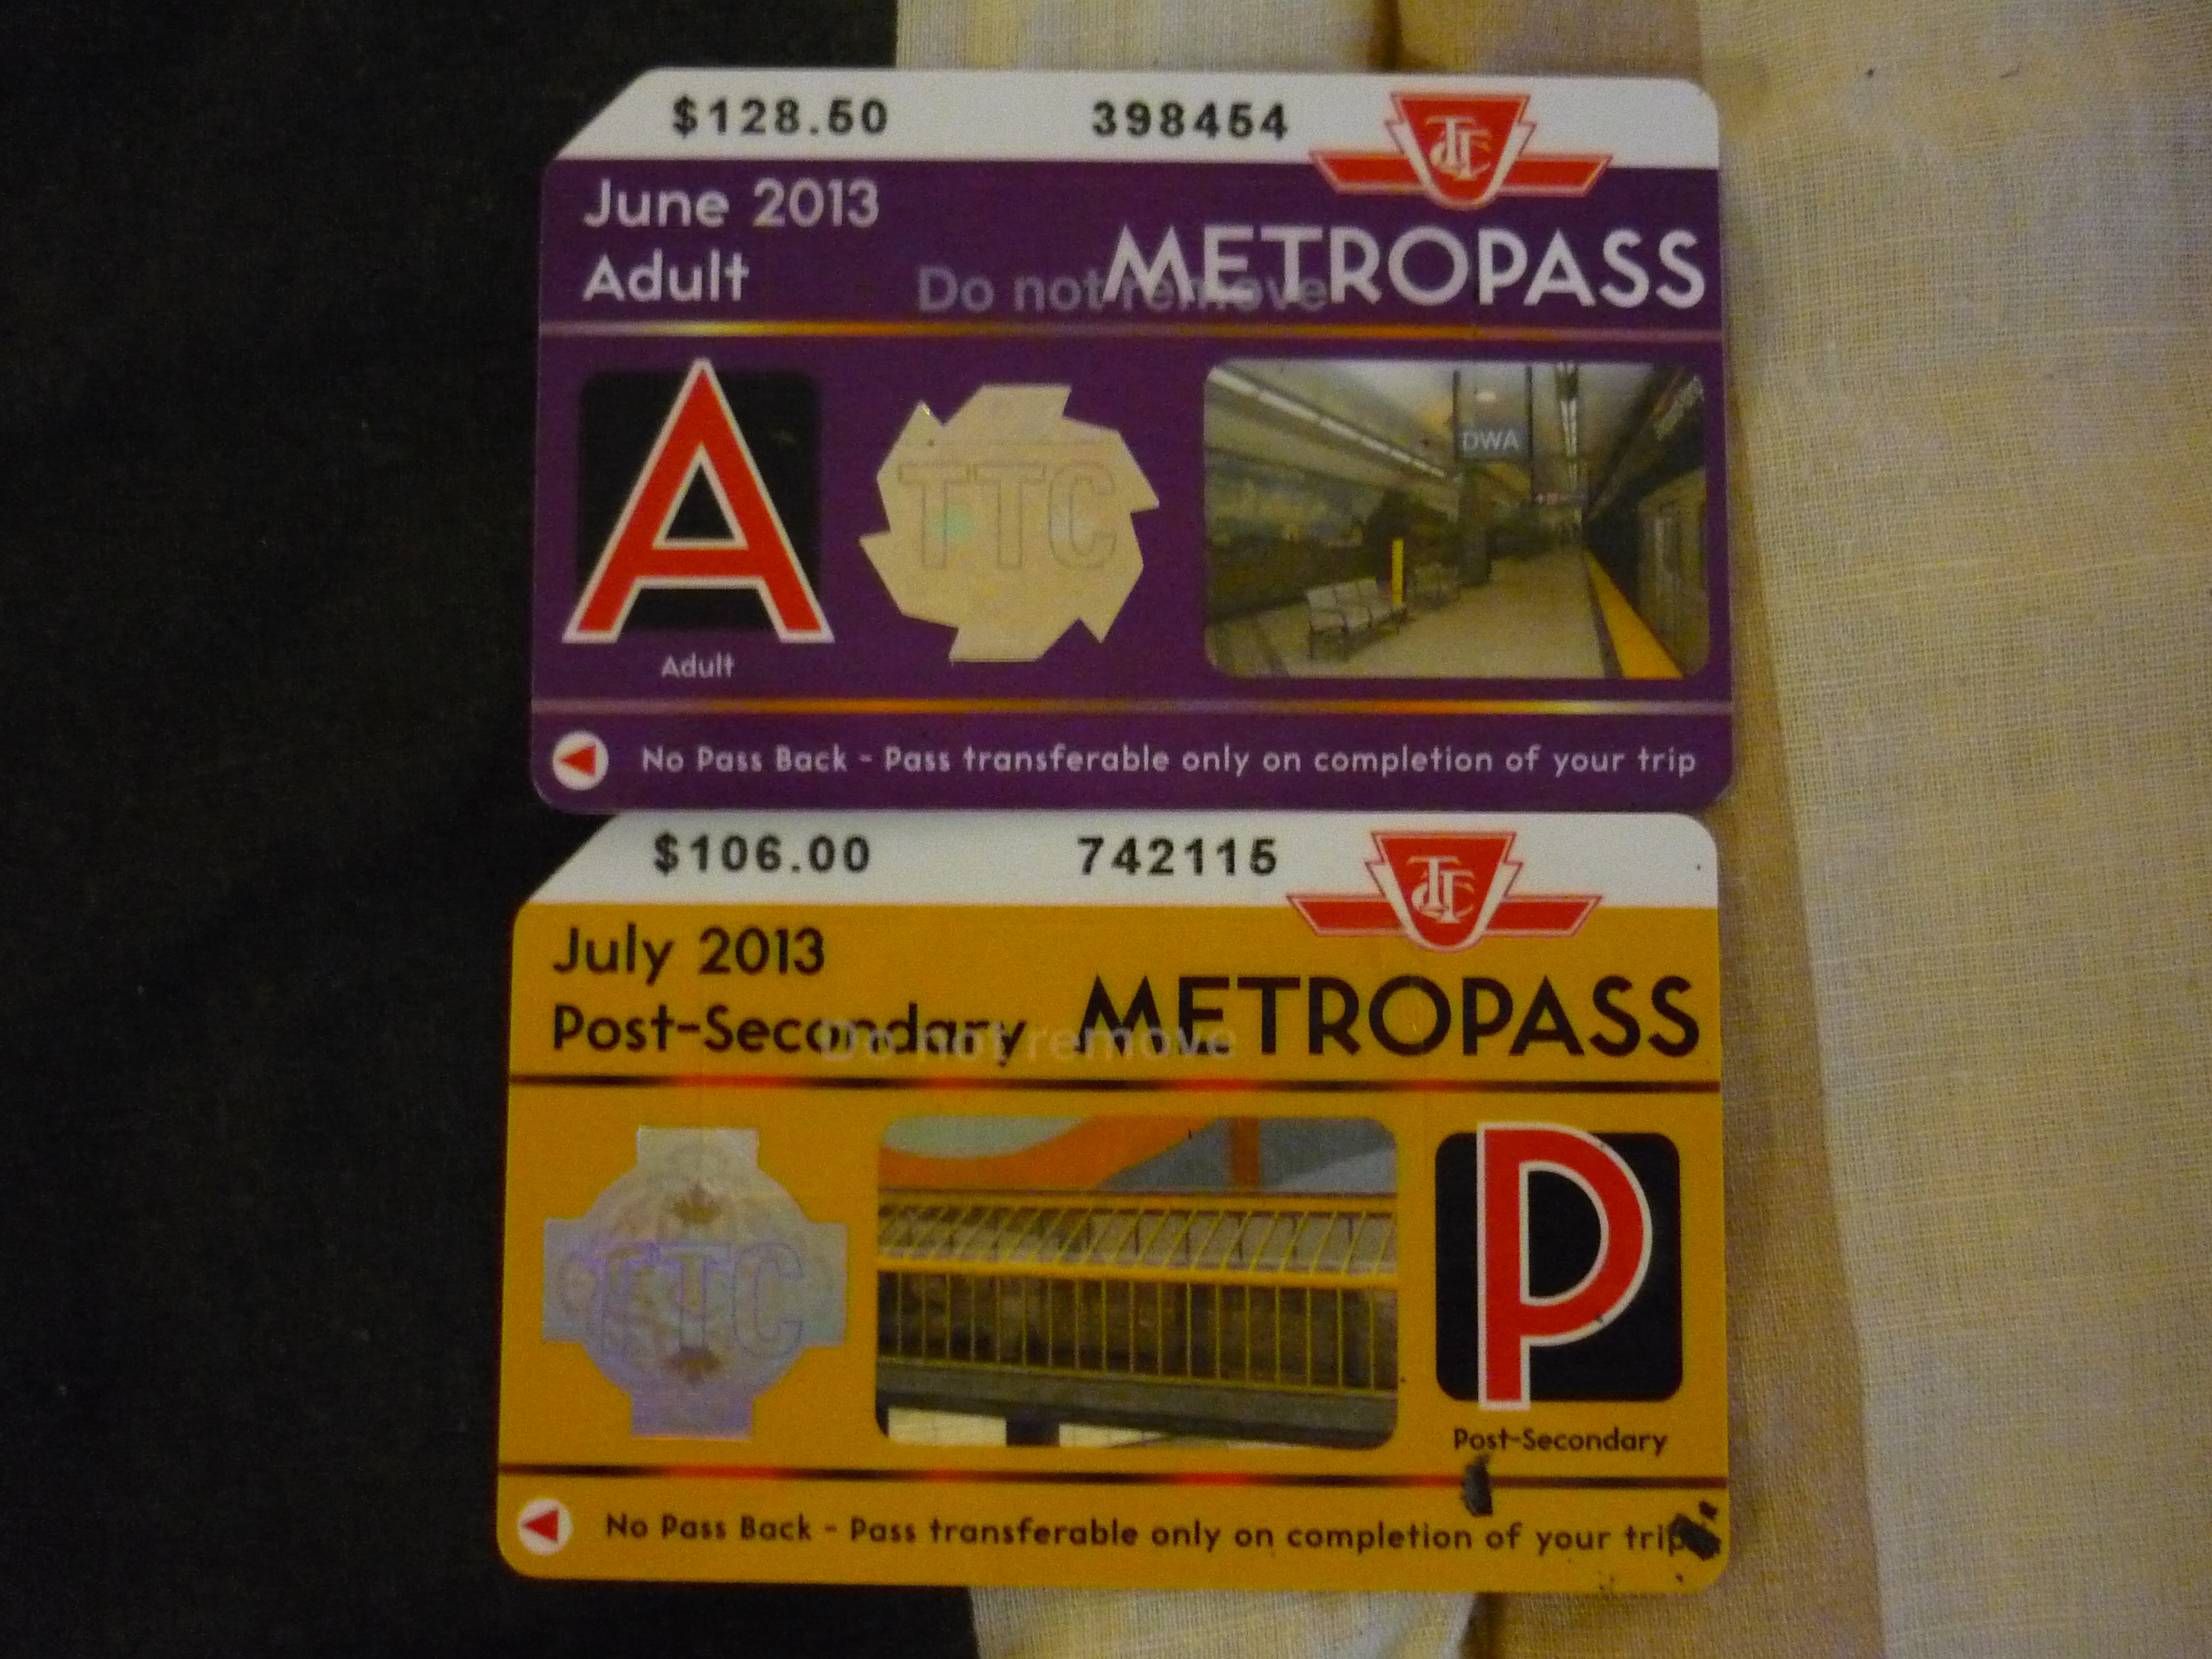 $128.50 398454
TTC
June 2013
Adult
METROPASS
Do not remove
A
TTC
DWA
Adult
No Pass Back - Pass transferable only on completion of your trip
$106.00 742115
TTC
July 2013
Post-Secondary
METROPASS
Do not remove
TTC
P
Post-Secondary
No Pass Back - Pass transferable only on completion of your trip